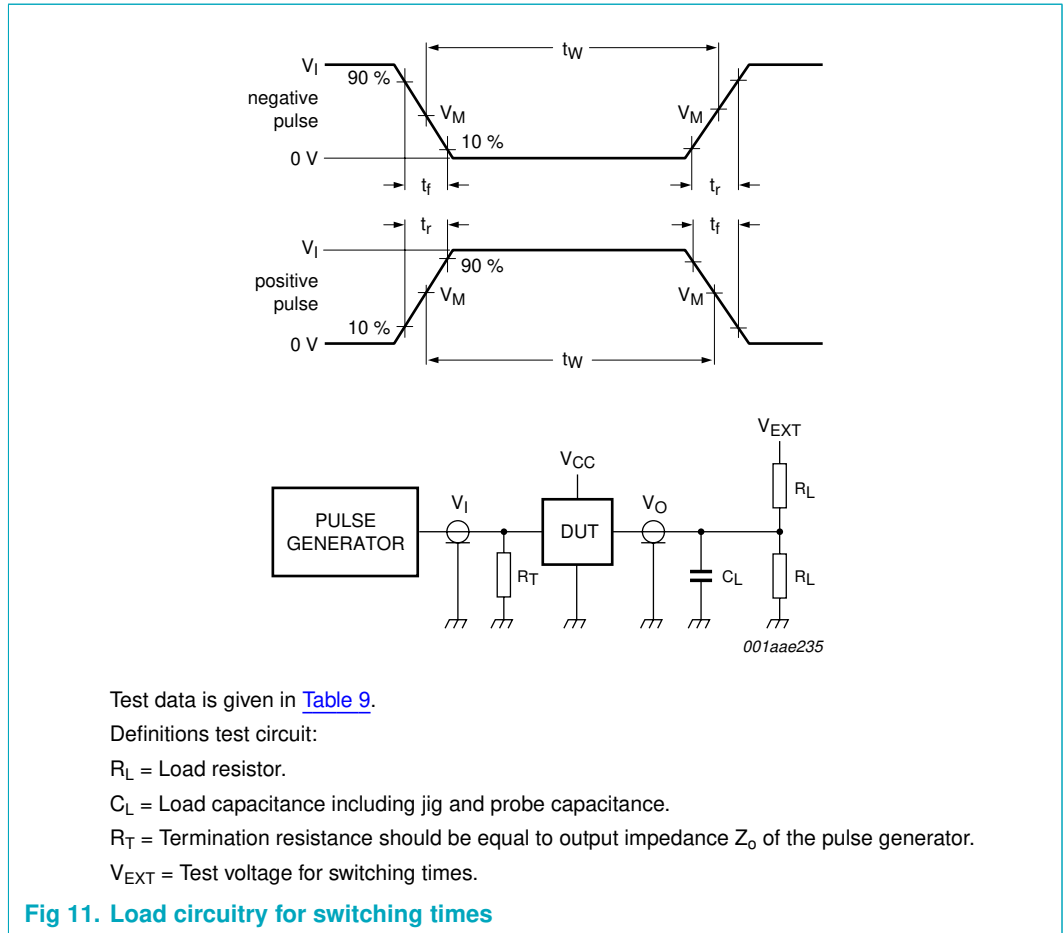 tW
VI
90 %
negative
pulse
VM
VM
10 %
0 V
tf
tr
tr
tf
VI
90 %
positive
pulse
VM
VM
10 %
0 V
tW
VEXT
VCC
RL
VI
VO
PULSE
GENERATOR
DUT
RT
CL
RL
001aae235
Test data is given in Table 9.
Definitions test circuit:
RL = Load resistor.
CL = Load capacitance including jig and probe capacitance.
RT = Termination resistance should be equal to output impedance Zo of the pulse generator.
VEXT = Test voltage for switching times.
Fig 11. Load circuitry for switching times